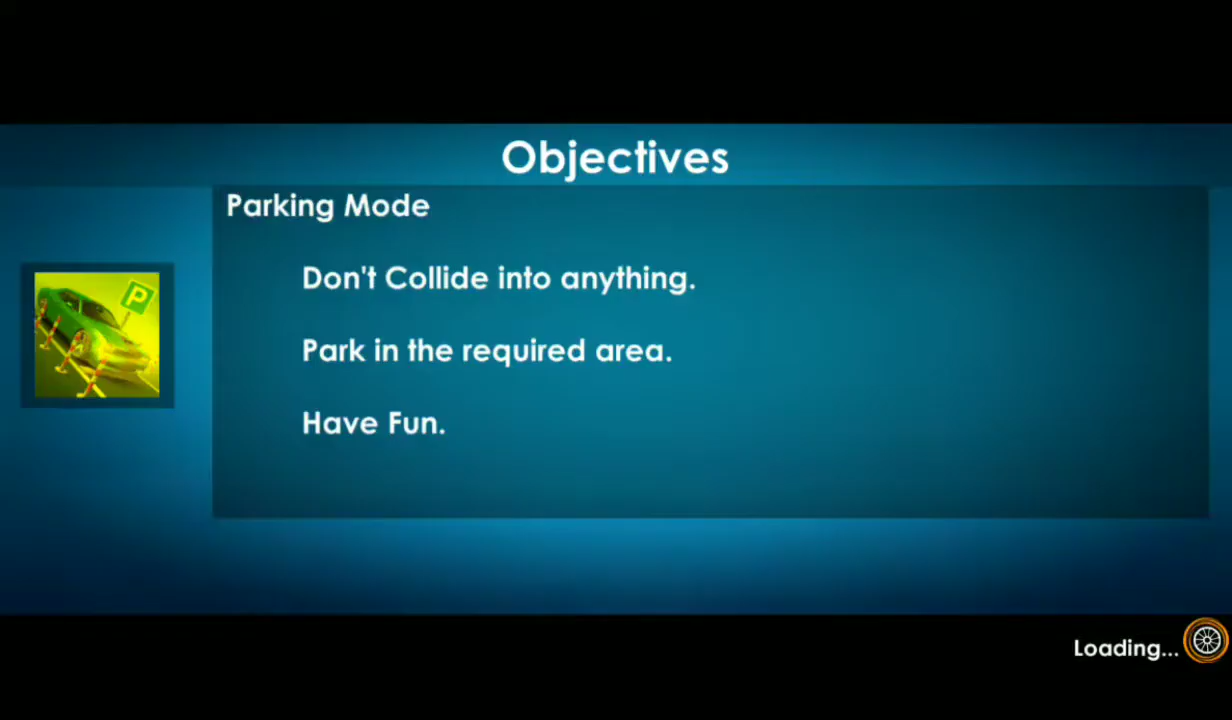 Objectives
Parking Mode
Don't Collide into anything.
P
Park in the required area.
Have Fun.
Loading...